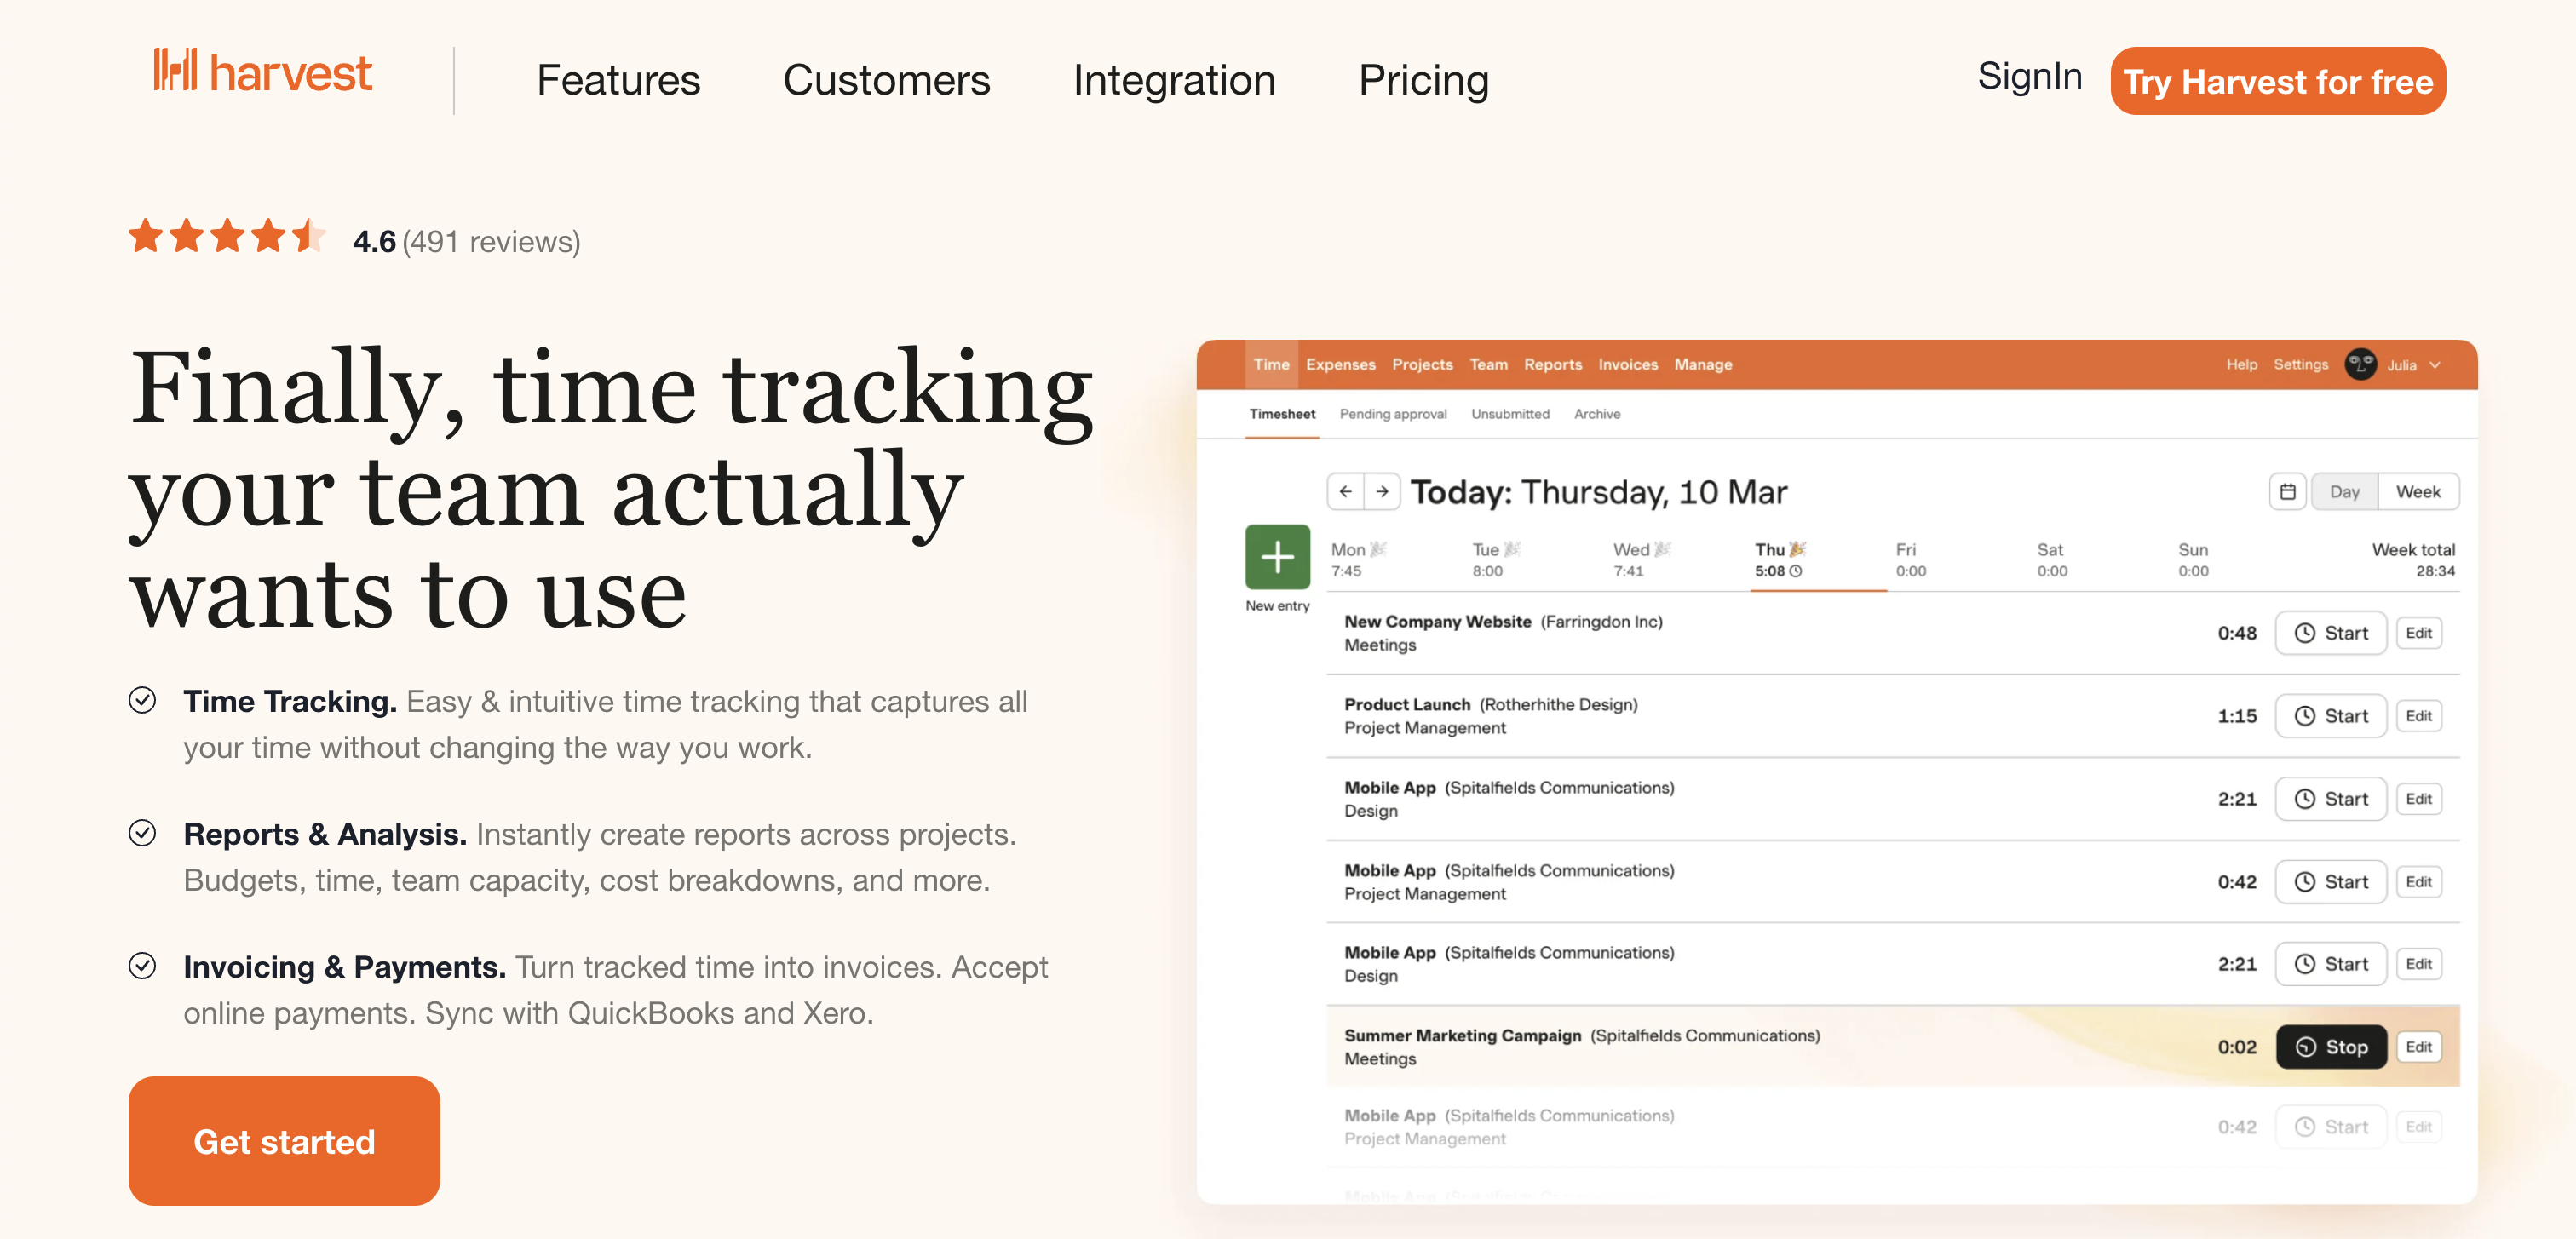 harvest
Features
Customers
Integration
Pricing
SignIn
Try Harvest for free
4.6 (491 reviews)
Finally, time tracking
your team actually
wants to use
Time Tracking. Easy & intuitive time tracking that captures all
your time without changing the way you work.
Reports & Analysis. Instantly create reports across projects.
Budgets, time, team capacity, cost breakdowns, and more.
Invoicing & Payments. Turn tracked time into invoices. Accept
online payments. Sync with QuickBooks and Xero.
Get started
Time Expenses Projects Team Reports Invoices Manage
Help Settings Julia
Timesheet Pending approval Unsubmitted Archive
Today: Thursday, 10 Mar
Day Week
New entry
Mon Tue Wed Thu Fri Sat Sun Week total
7:45 8:00 7:41 5:08 0:00 0:00 0:00 28:34
New Company Website (Farringdon Inc)
Meetings
0:48 Start Edit
Product Launch (Rotherhithe Design)
Project Management
1:15 Start Edit
Mobile App (Spitalfields Communications)
Design
2:21 Start Edit
Mobile App (Spitalfields Communications)
Project Management
0:42 Start Edit
Mobile App (Spitalfields Communications)
Design
2:21 Start Edit
Summer Marketing Campaign (Spitalfields Communications)
Meetings
0:02 Stop Edit
Mobile App (Spitalfields Communications)
Project Management
0:42 Start Edit